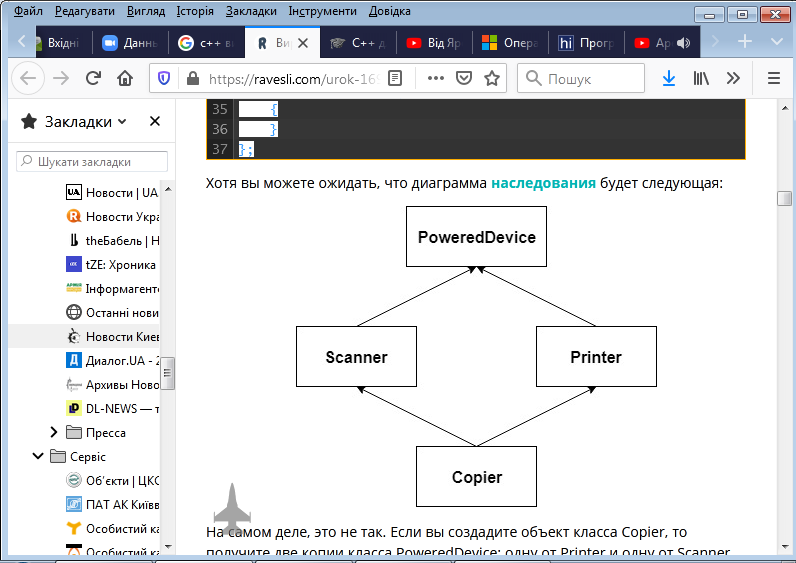 Файл Редагувати Вигляд Історія Закладки Інструменти Довідка
Вхідні Даннь c++ ви Ви C++ д Від Яр Опера Прогр Ар
https://ravesli.com/urok-16
Пошук
Закладки
Шукати закладки
Новости | UA
Новости Укра
theБабель | Н
tZE: Хроника
Інформагент
Останні нови
Новости Киев
Диалог.UA - 2
Архивы Ново
DL-NEWS — т
Пресса
Сервіс
Об'єкти | ЦКС
ПАТ АК Київв
Особистий ка
Особистий ка
35 {
36 }
37 };
Хотя вы можете ожидать, что диаграмма наследования будет следующая:
PoweredDevice
Scanner Printer
Copier
На самом деле, это не так. Если вы создадите объект класса Copier, то
получите две копии класса PoweredDevice: одну от Printer и одну от Scanner